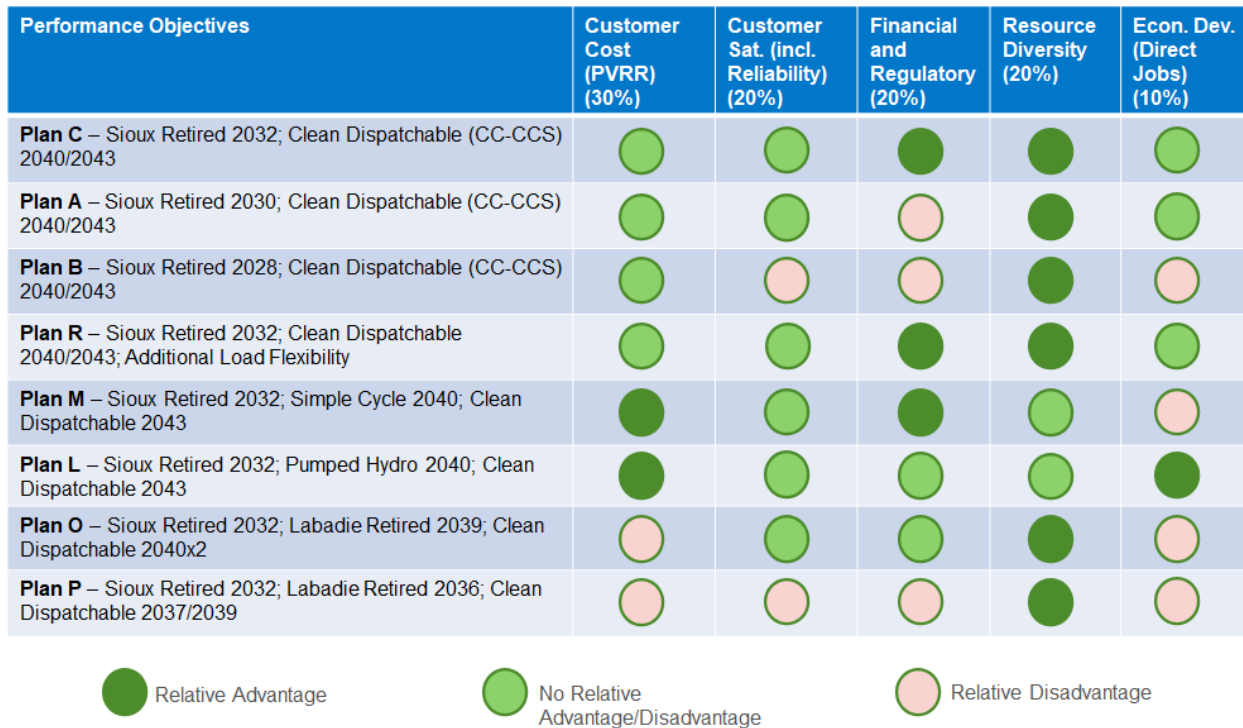 Performance Objectives
Customer
Cost
(PVRR)
(30%)
Customer
Sat. (incl.
Reliability)
(20%)
Financial
and
Regulatory
(20%)
Resource
Diversity
(20%)
Econ. Dev.
(Direct
Jobs)
(10%)
Plan C – Sioux Retired 2032; Clean Dispatchable (CC-CCS)
2040/2043
Plan A – Sioux Retired 2030; Clean Dispatchable (CC-CCS)
2040/2043
Plan B – Sioux Retired 2028; Clean Dispatchable (CC-CCS)
2040/2043
Plan R – Sioux Retired 2032; Clean Dispatchable
2040/2043; Additional Load Flexibility
Plan M – Sioux Retired 2032; Simple Cycle 2040; Clean
Dispatchable 2043
Plan L – Sioux Retired 2032; Pumped Hydro 2040; Clean
Dispatchable 2043
Plan O – Sioux Retired 2032; Labadie Retired 2039; Clean
Dispatchable 2040x2
Plan P – Sioux Retired 2032; Labadie Retired 2036; Clean
Dispatchable 2037/2039
Relative Advantage
No Relative
Advantage/Disadvantage
Relative Disadvantage